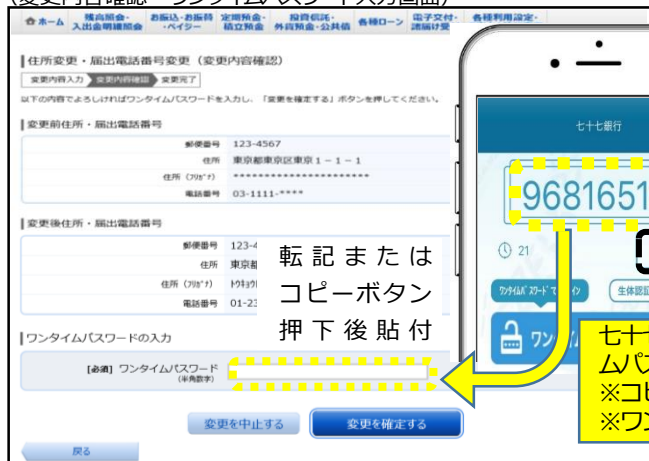 (変更内容確認・ワンタイムパスワード入力画面)
ホーム 残高照会・入出金明細照会 お振込・お振替・ペイジー 定期預金・積立預金 投資信託・外貨預金・公共債 各種ローン 電子交付・諸届け受 各種利用設定・
住所変更・届出電話番号変更(変更内容確認)
変更内容入力 変更内容確認 変更完了
以下の内容でよろしければワンタイムパスワードを入力し、「変更を確定する」ボタンを押してください。
変更前住所・届出電話番号
郵便番号 123-4567
住所 東京都東京区東京1-1-1
住所(フリガナ) **********************
電話番号 03-1111-****
変更後住所・届出電話番号
郵便番号 123-4
住所 東京都
住所(フリガナ) トウキョウ
電話番号 01-23
転記または
コピーボタン
押下後貼付
ワンタイムパスワードの入力
[必須] ワンタイムパスワード
(半角数字)
変更を中止する 変更を確定する
戻る
七十七銀行
9681651
21
ワンタイムパスワードでログイン 生体認証
ワンタイム
七十七
ムパス
※コピ
※ワン